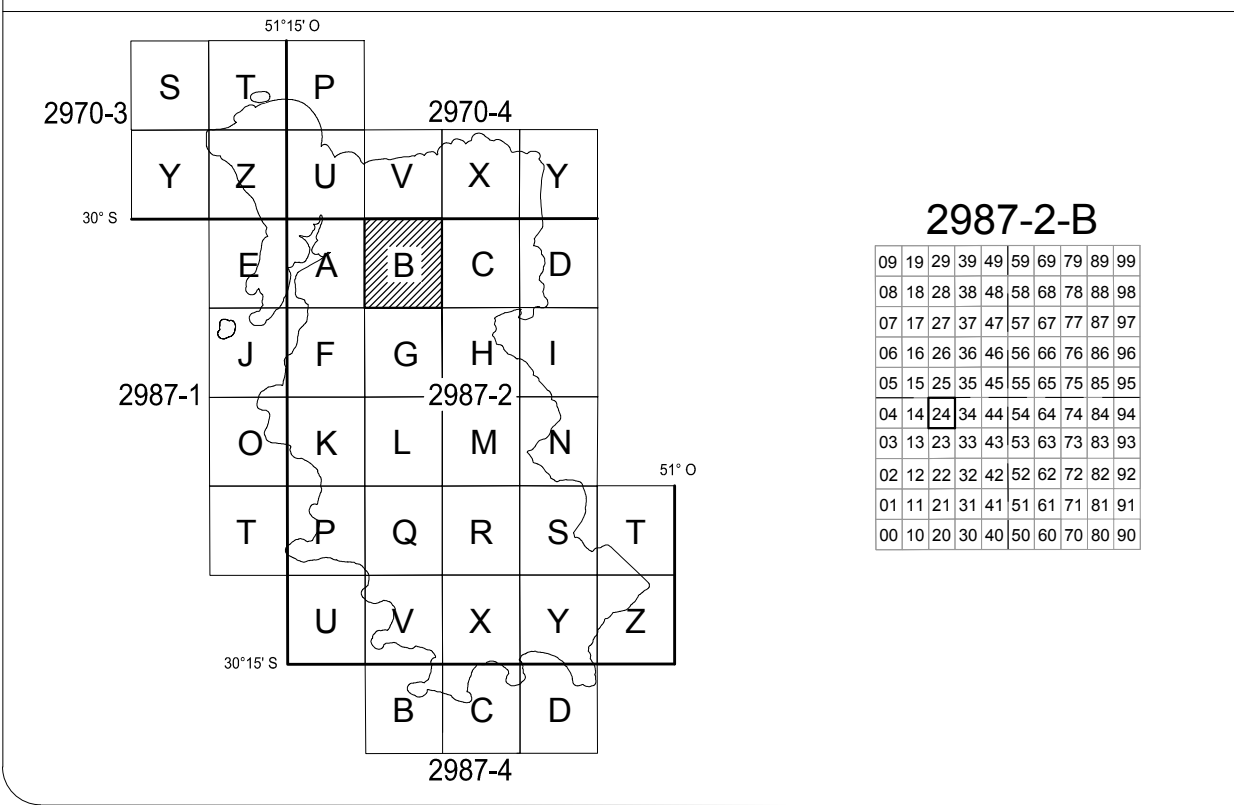 51°15' O
S T P
2970-3
2970-4
Y Z U V X Y
30° S
E A B C D
J F G H I
2987-1
2987-2
O K L M N
51° O
T P Q R S T
U V X Y Z
30°15' S
B C D
2987-4
2987-2-B
09 19 29 39 49 59 69 79 89 99
08 18 28 38 48 58 68 78 88 98
07 17 27 37 47 57 67 77 87 97
06 16 26 36 46 56 66 76 86 96
05 15 25 35 45 55 65 75 85 95
04 14 24 34 44 54 64 74 84 94
03 13 23 33 43 53 63 73 83 93
02 12 22 32 42 52 62 72 82 92
01 11 21 31 41 51 61 71 81 91
00 10 20 30 40 50 60 70 80 90